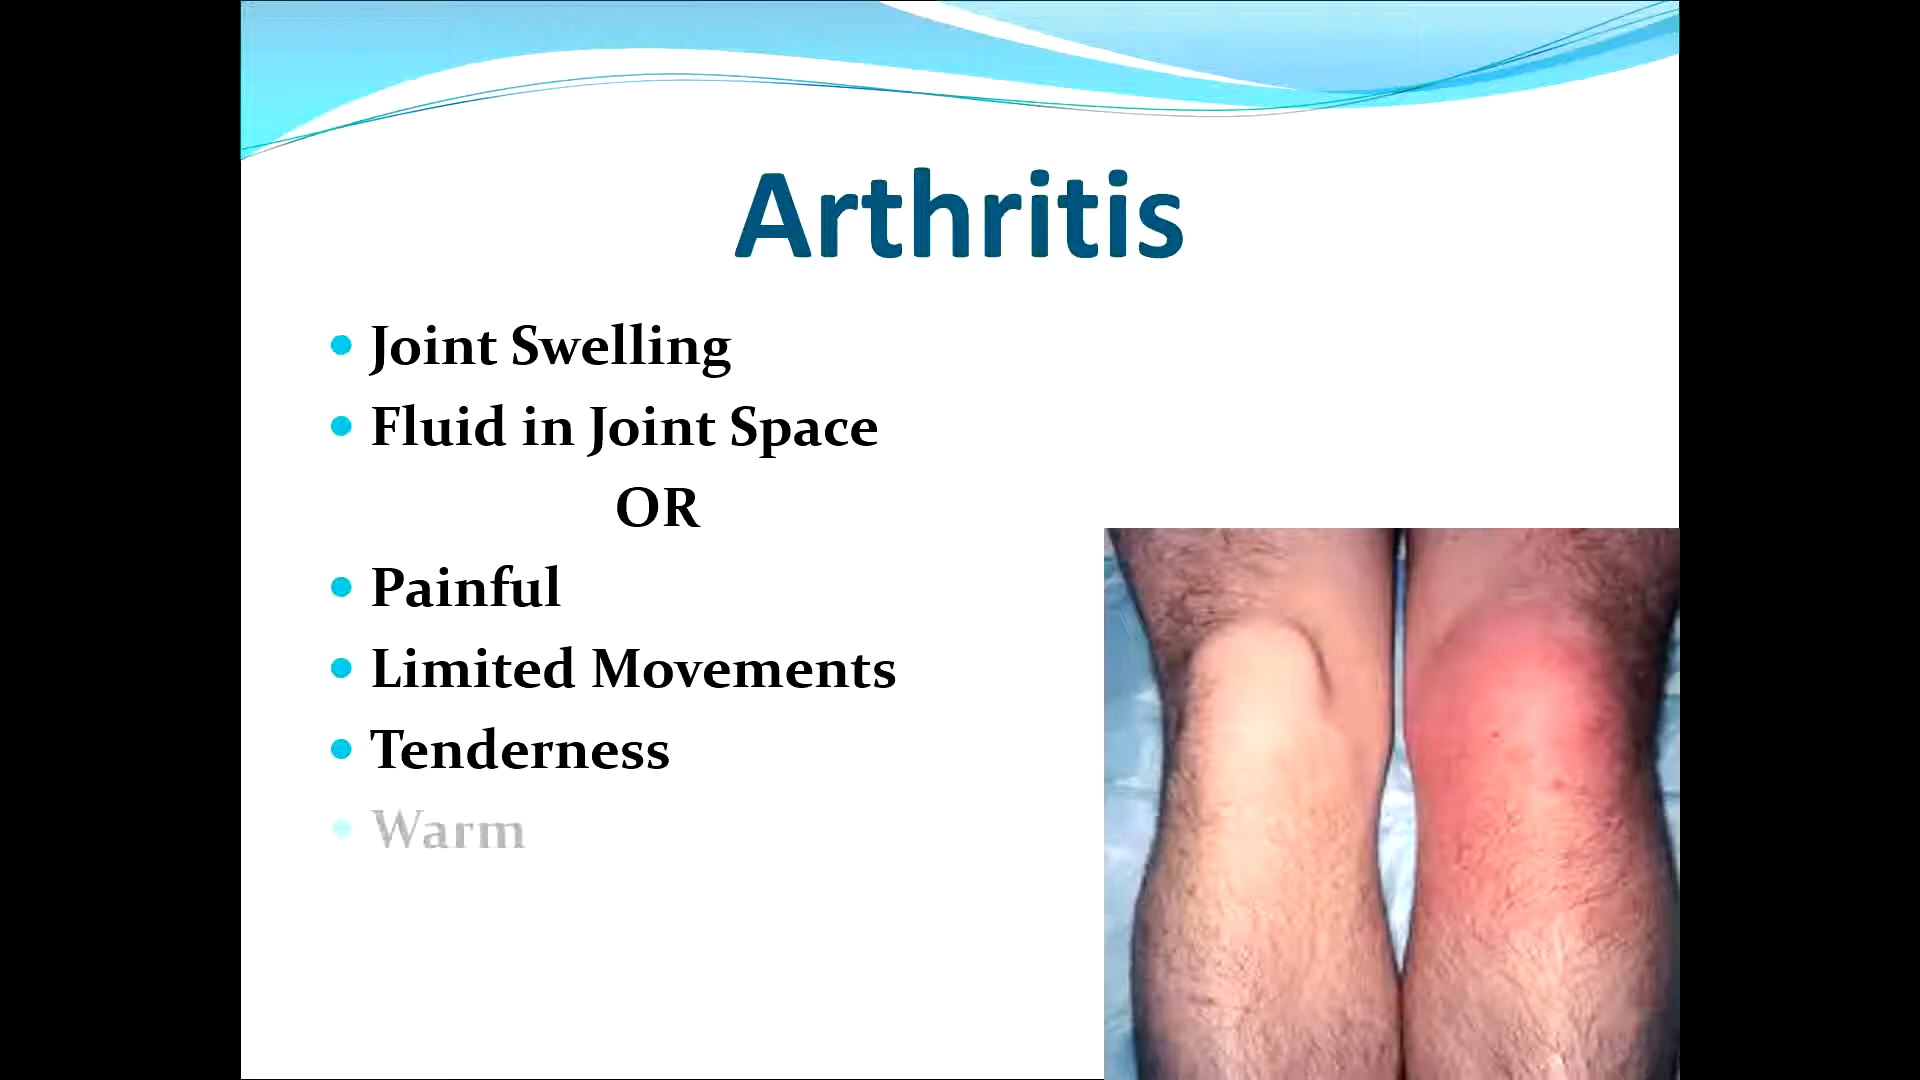 Arthritis
Joint Swelling
Fluid in Joint Space
OR
Painful
Limited Movements
Tenderness
Warm